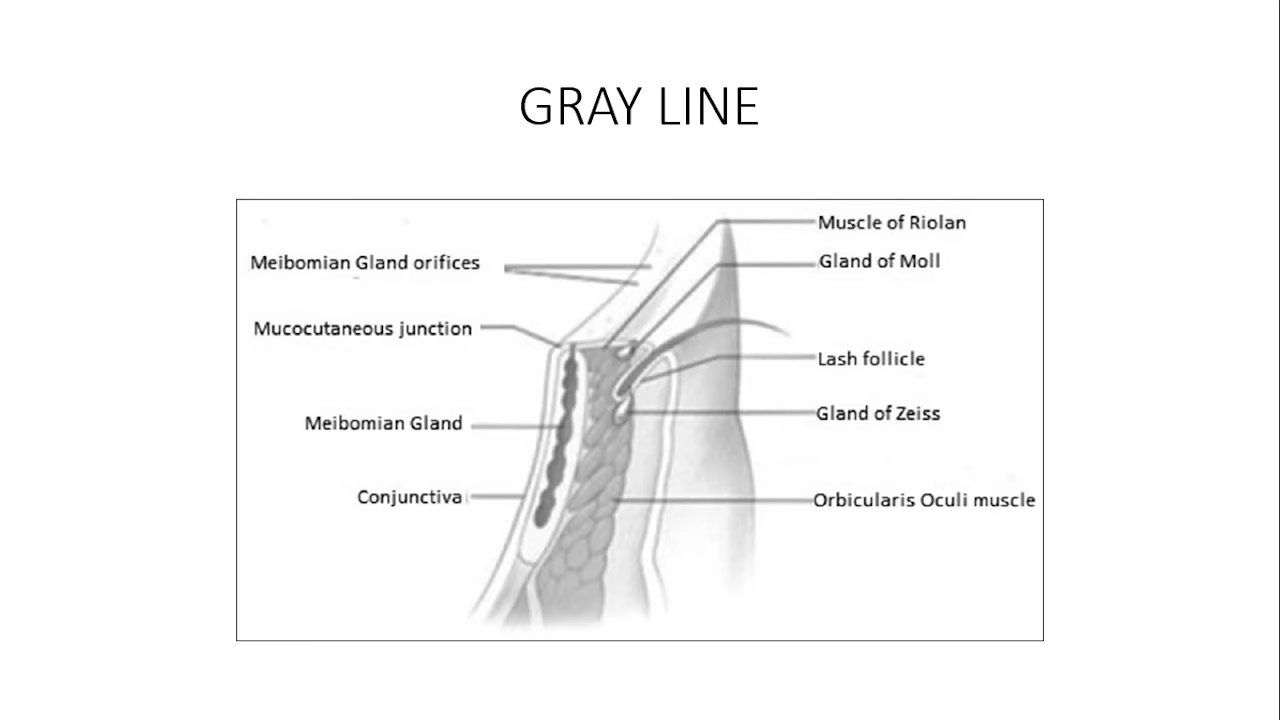 GRAY LINE
Muscle of Riolan
Meibomian Gland orifices
Gland of Moll
Mucocutaneous junction
Lash follicle
Gland of Zeiss
Meibomian Gland
Conjunctiva
Orbicularis Oculi muscle